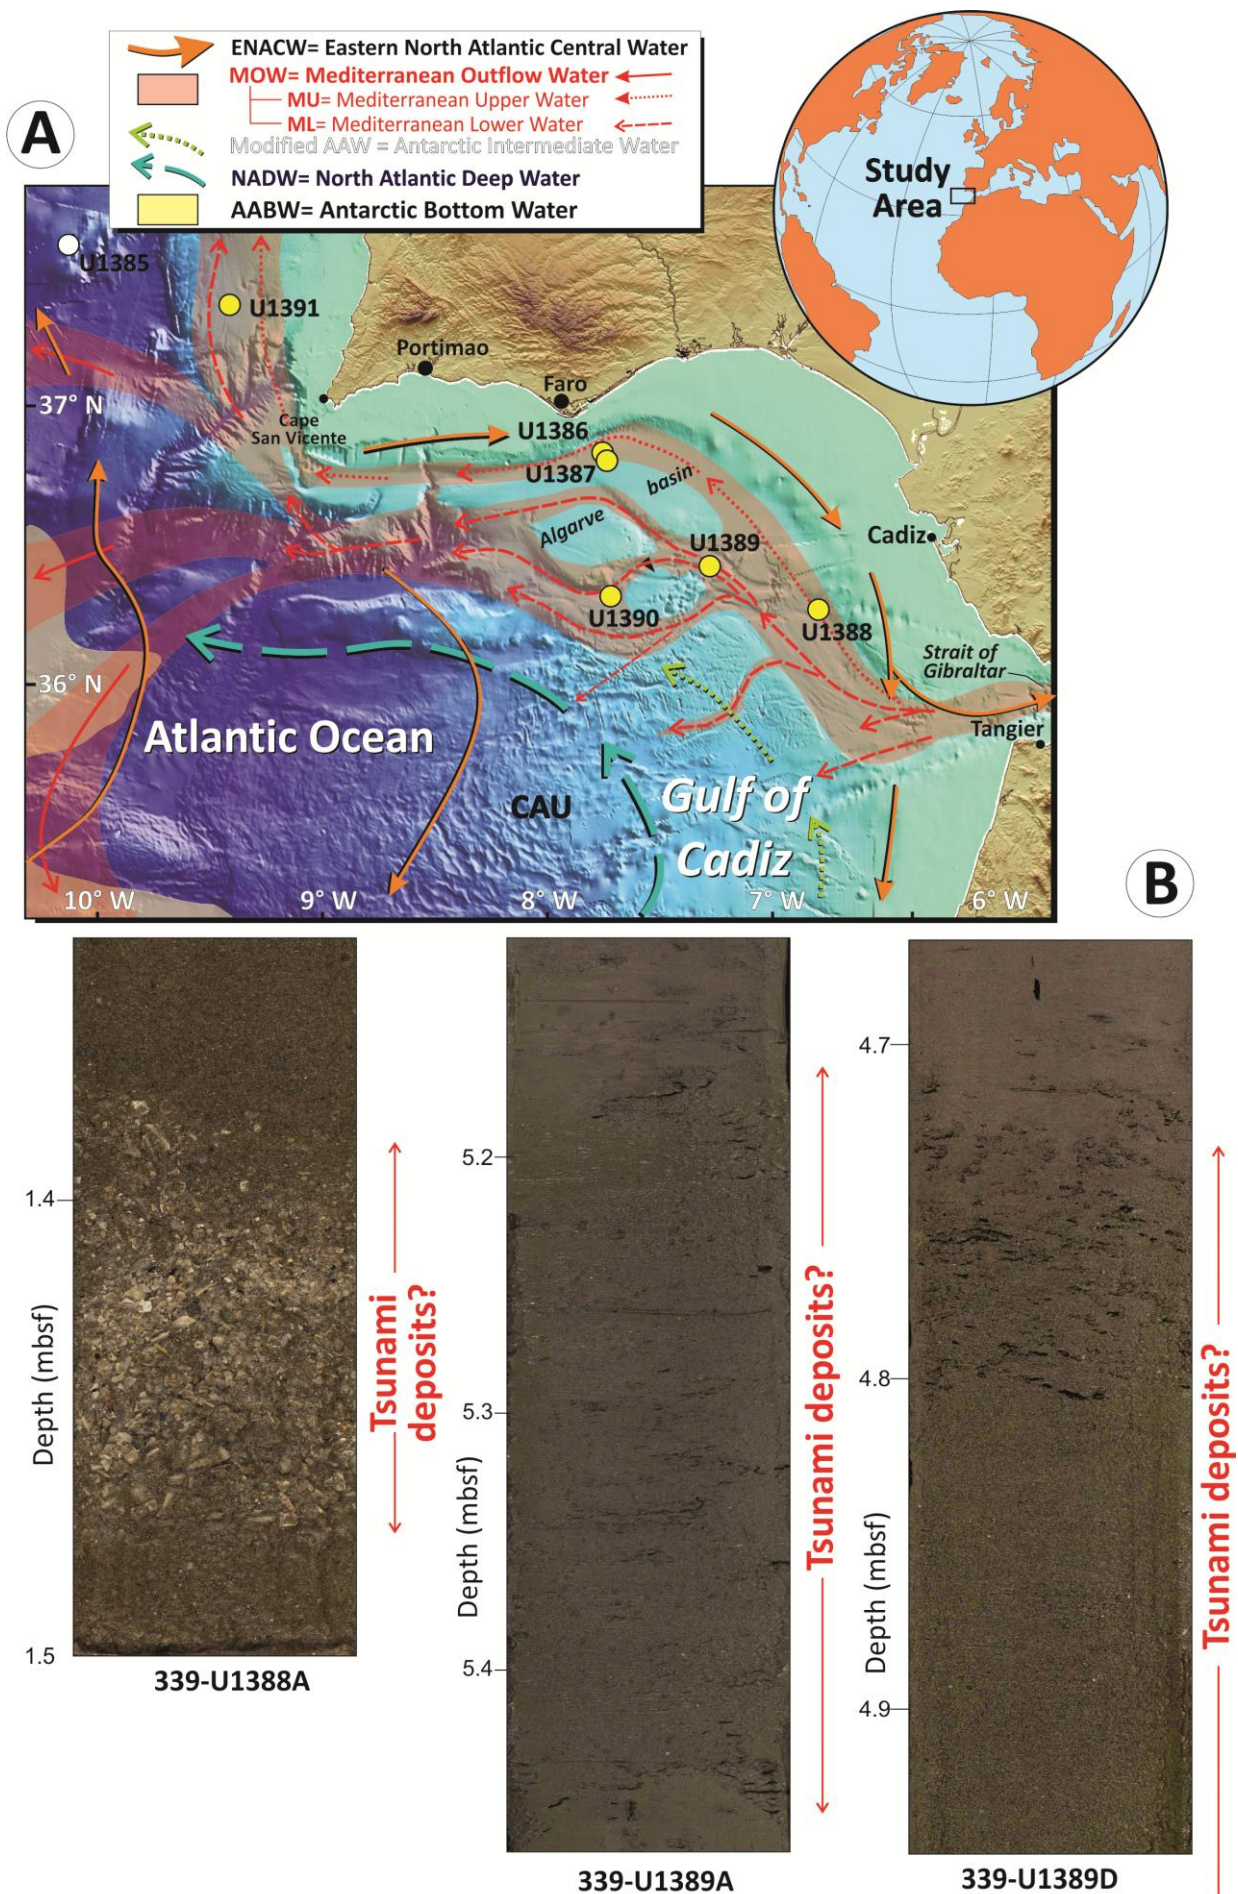 A
ENACW= Eastern North Atlantic Central Water
MOW= Mediterranean Outflow Water
MU= Mediterranean Upper Water
ML= Mediterranean Lower Water
Modified AAW = Antarctic Intermediate Water
NADW= North Atlantic Deep Water
AABW= Antarctic Bottom Water
Study
Area
U1385
U1391
Portimao
Faro
37° N
Cape
San Vicente
U1386
U1387
basin
Algarve
U1389
Cadiz
U1390
U1388
Strait of
Gibraltar
36° N
Atlantic Ocean
Tangier
CAU
Gulf of
Cadiz
10° W
9° W
8° W
7° W
6° W
B
1.4
1.5
Depth (mbsf)
Tsunami
deposits?
339-U1388A
5.2
5.3
5.4
Depth (mbsf)
Tsunami deposits?
339-U1389A
4.7
4.8
4.9
Depth (mbsf)
Tsunami deposits?
339-U1389D